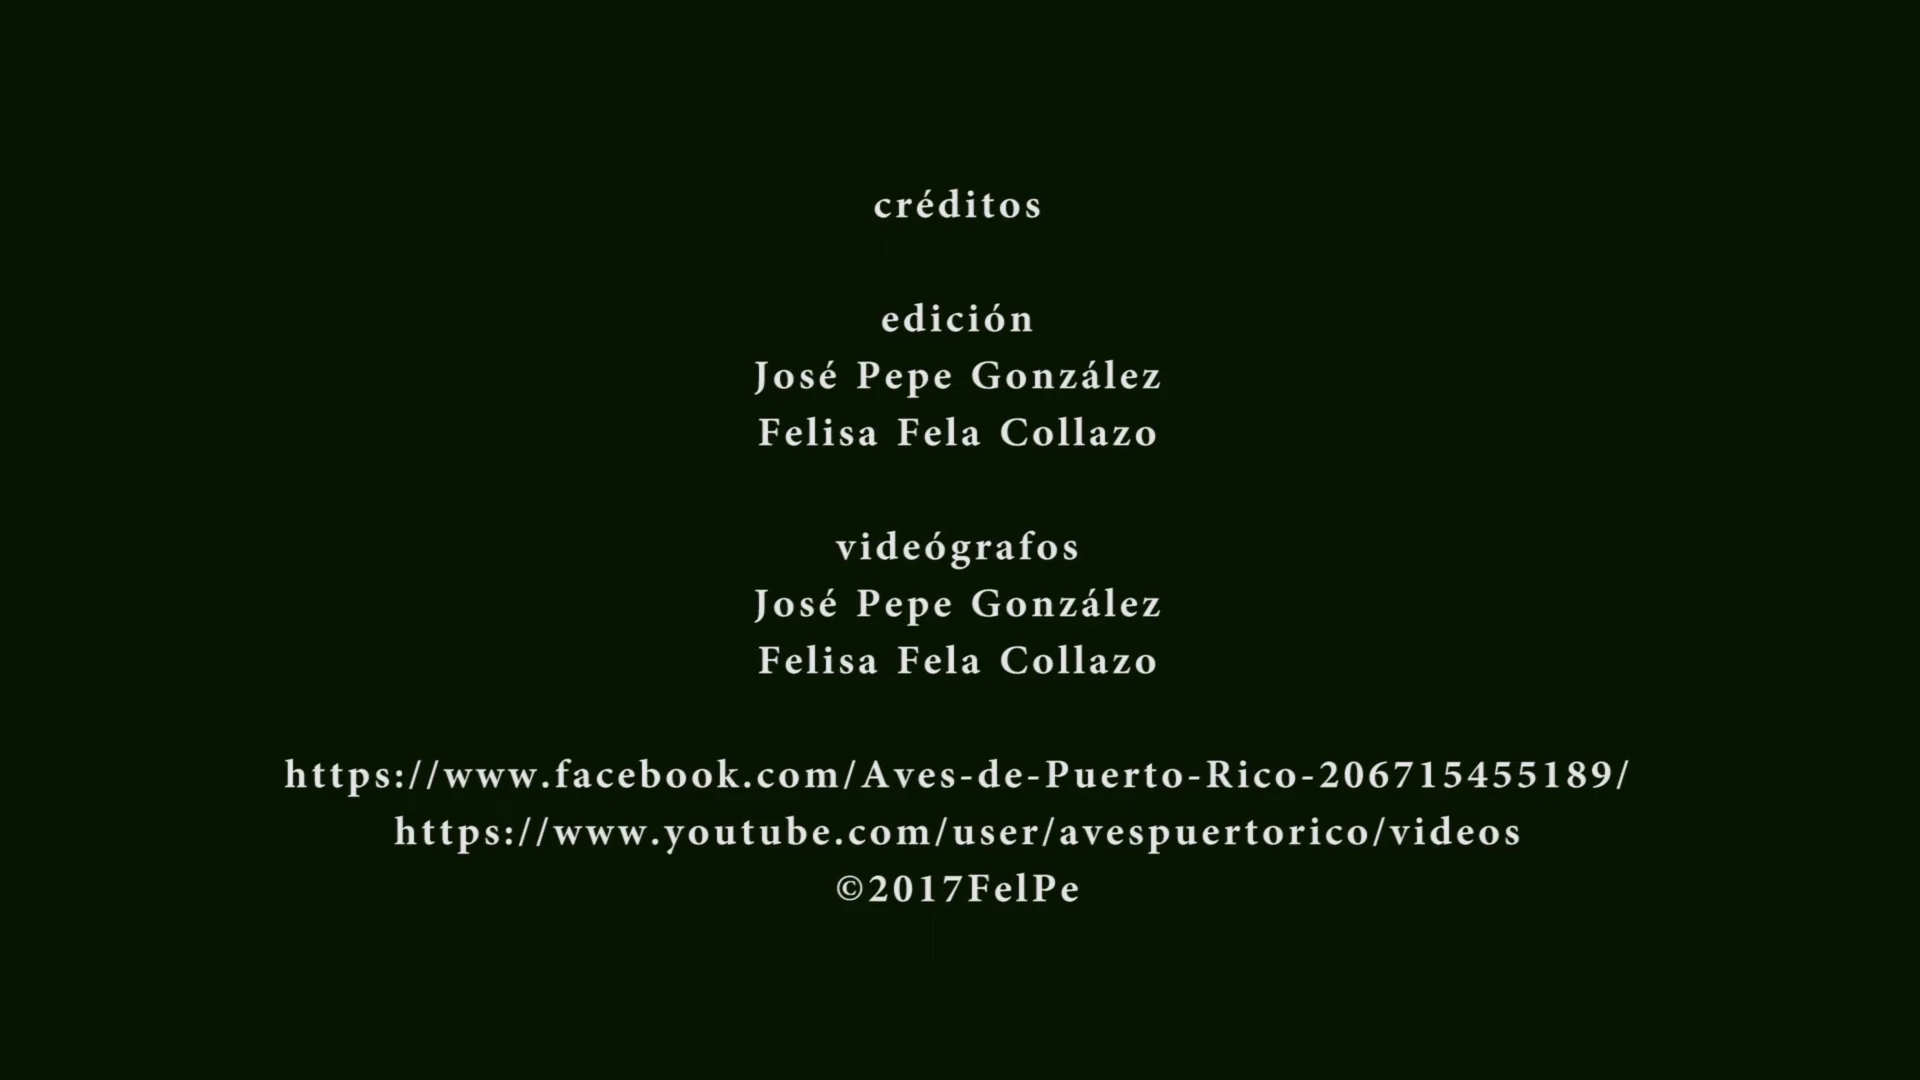 créditos
edición
José Pepe González
Felisa Fela Collazo
videógrafos
José Pepe González
Felisa Fela Collazo
https://www.facebook.com/Aves-de-Puerto-Rico-206715455189/
https://www.youtube.com/user/avespuertorico/videos
©2017FelPe